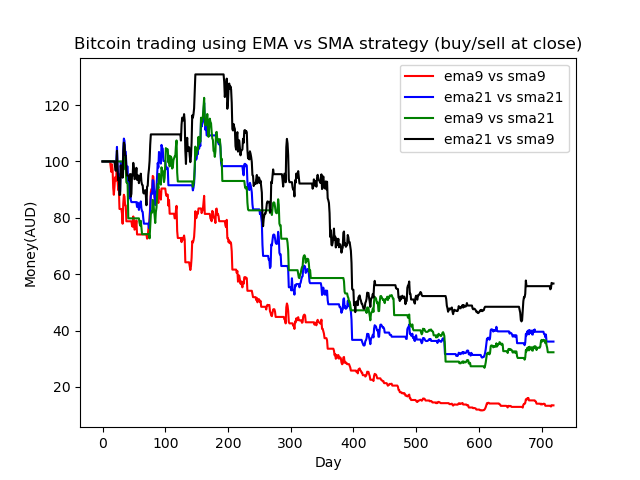 Bitcoin trading using EMA vs SMA strategy (buy/sell at close)
ema9 vs sma9
ema21 vs sma21
ema9 vs sma21
ema21 vs sma9
Money(AUD)
120
100
80
60
40
20
0 100 200 300 400 500 600 700
Day